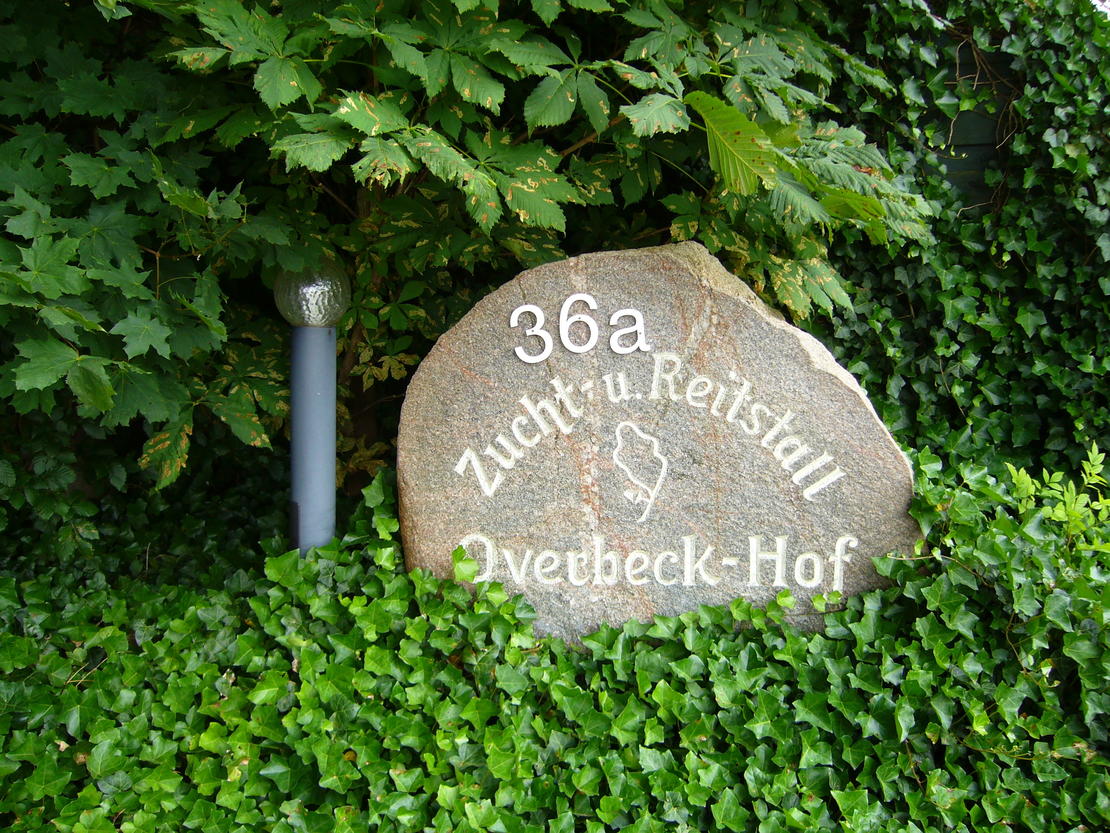 36a
Zucht- u. Reitstall
Overbeck-Hof